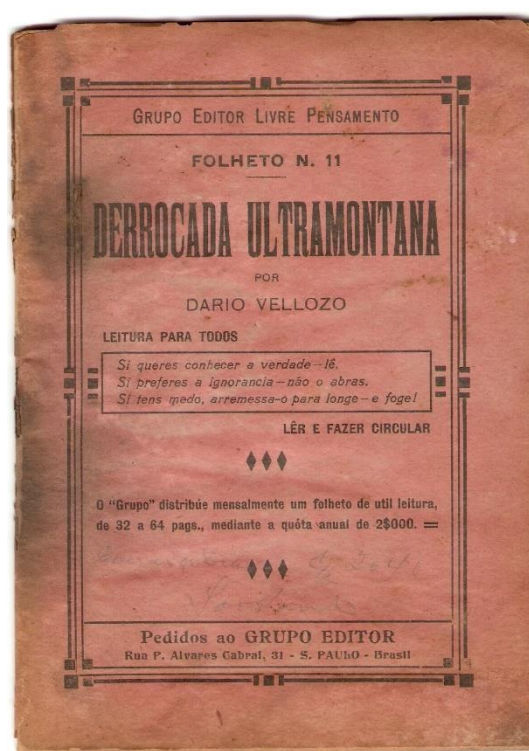 GRUPO EDITOR LIVRE PENSAMENTO
FOLHETO N. 11
DERROCADA ULTRAMONTANA
POR
DARIO VELLOZO
LEITURA PARA TODOS
Si queres conhecer a verdade—lê.
Si preferes a ignorancia—não o abras.
Si tens medo, arremessa-o para longe—e foge!
LÊR E FAZER CIRCULAR
O "Grupo" distribúe mensalmente um folheto de util leitura,
de 32 a 64 pags., mediante a quóta anual de 2$000. =
Pedidos ao GRUPO EDITOR
Rua P. Alvares Cabral, 31 - S. PAULO - Brasil